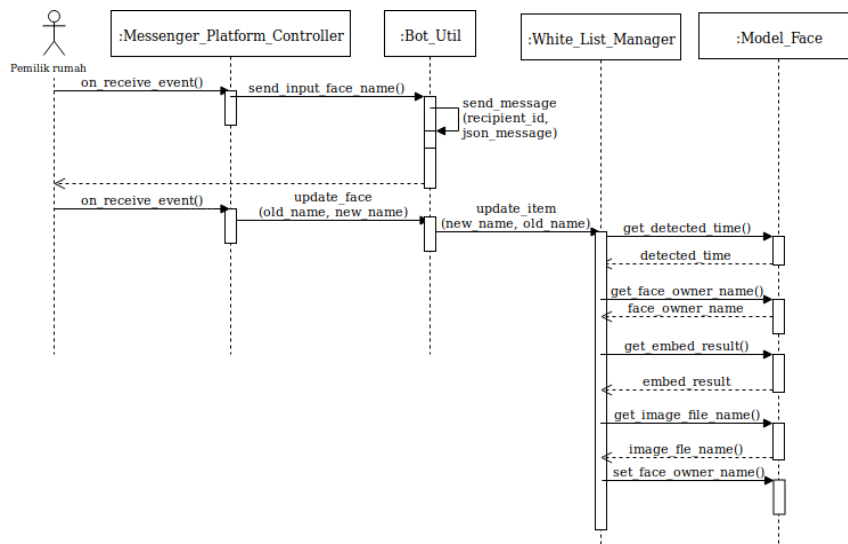 :Messenger_Platform_Controller
:Bot_Util
:White_List_Manager
:Model_Face
Pemilik rumah
on_receive_event()
send_input_face_name()
send_message
(recipient_id,
json_message)
on_receive_event()
update_face
(old_name, new_name)
update_item
(new_name, old_name)
get_detected_time()
detected_time
get_face_owner_name()
face_owner_name
get_embed_result()
embed_result
get_image_file_name()
image_fle_name()
set_face_owner_name()